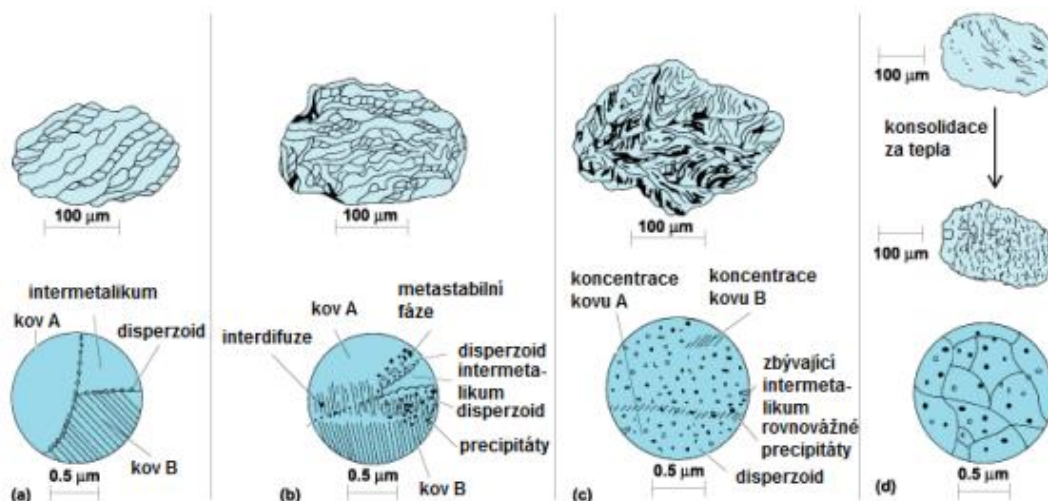 100 µm
intermetalikum
kov A
disperzoid
kov B
0.5 µm
(a)
100 µm
metastabilní
fáze
kov A
interdifuze
disperzoid
intermeta-
likum
disperzoid
precipitáty
kov B
0.5 µm
(b)
100 µm
koncentrace
kovu A
koncentrace
kovu B
zbývající
intermeta-
likum
rovnovážné
precipitáty
disperzoid
0.5 µm
(c)
100 µm
konsolidace
za tepla
100 µm
0.5 µm
(d)